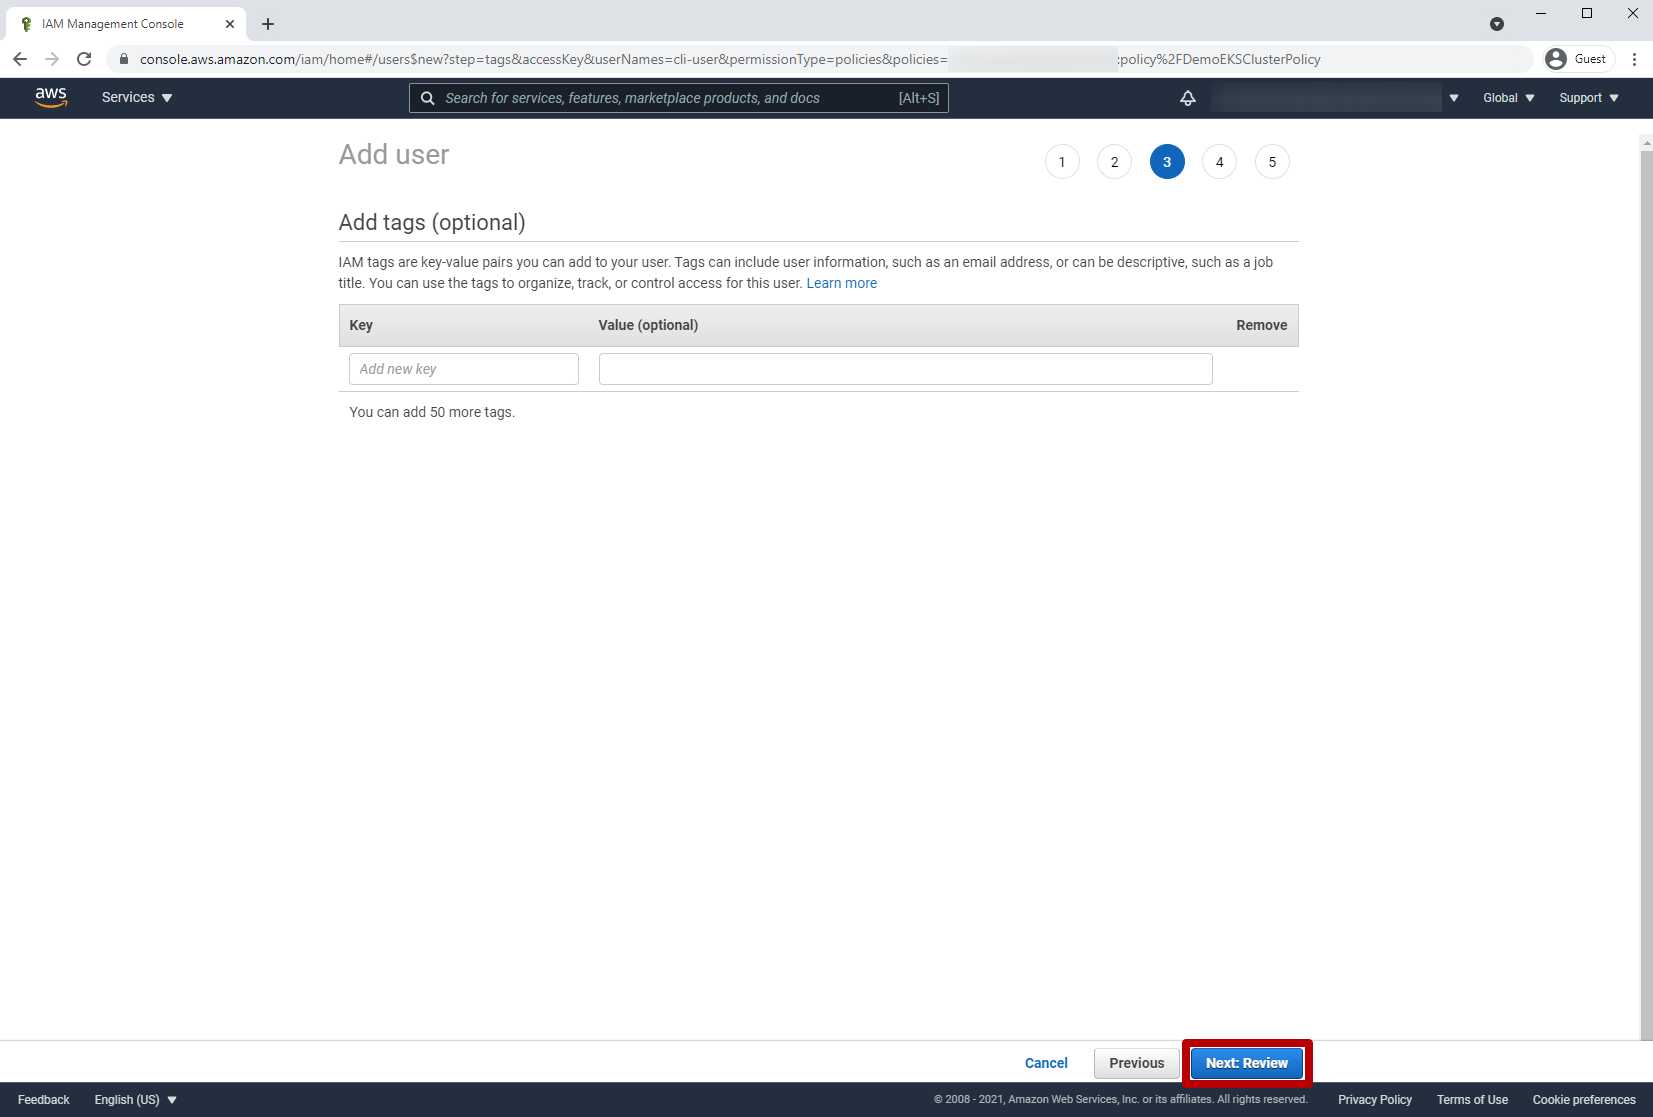 IAM Management Console
console.aws.amazon.com/iam/home#/users$new?step=tags&accessKey&userNames=cli-user&permissionType=policies&policies= :policy%2FDemoEKSClusterPolicy
Guest
aws
Services
Search for services, features, marketplace products, and docs [Alt+S]
Global
Support
Add user
1 2 3 4 5
Add tags (optional)
IAM tags are key-value pairs you can add to your user. Tags can include user information, such as an email address, or can be descriptive, such as a job
title. You can use the tags to organize, track, or control access for this user. Learn more
Key Value (optional) Remove
Add new key
You can add 50 more tags.
Cancel Previous Next: Review
Feedback English (US) © 2008 - 2021, Amazon Web Services, Inc. or its affiliates. All rights reserved. Privacy Policy Terms of Use Cookie preferences